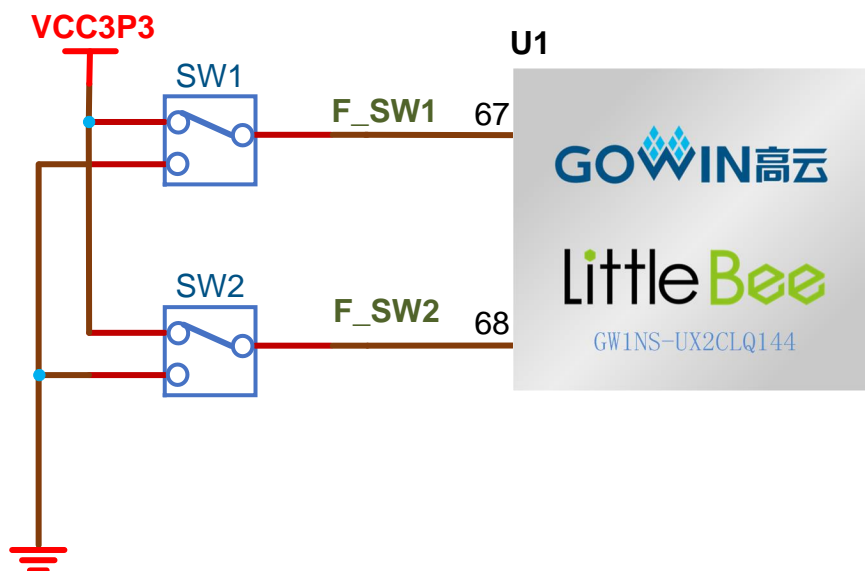 VCC3P3
U1
SW1
F_SW1
67
GOWIN高云
LittleBee
GW1NS-UX2CLQ144
SW2
F_SW2
68